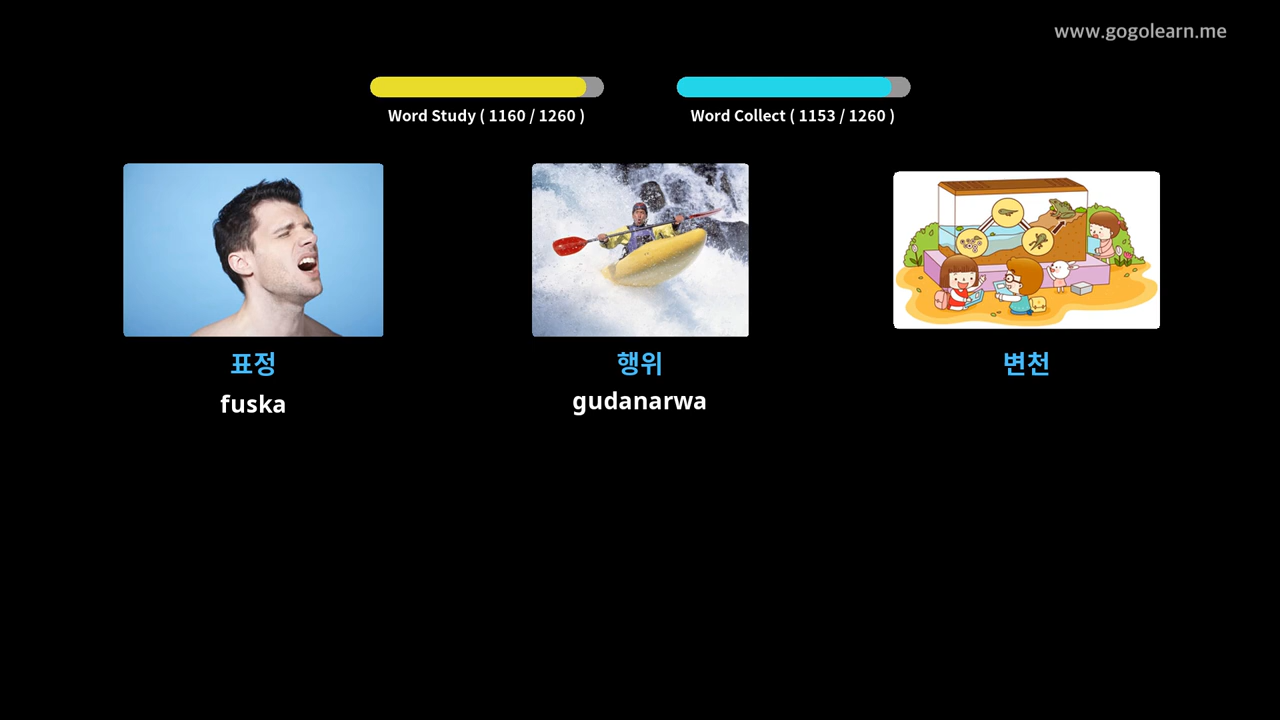 www.gogolearn.me
Word Study ( 1160 / 1260 )
Word Collect ( 1153 / 1260 )
표정
행위
변천
fuska
gudanarwa